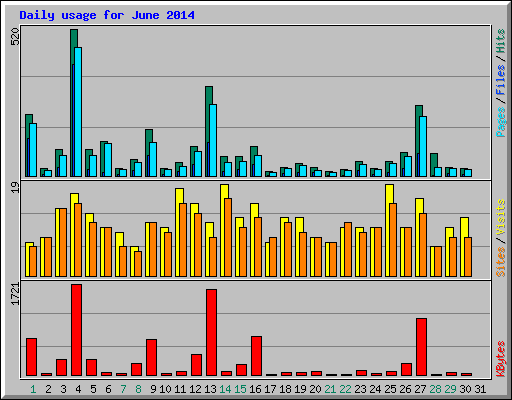 Daily usage for June 2014
520
Pages / Files / Hits
19
Sites / Visits
1721
KBytes
1 2 3 4 5 6 7 8 9 10 11 12 13 14 15 16 17 18 19 20 21 22 23 24 25 26 27 28 29 30 31